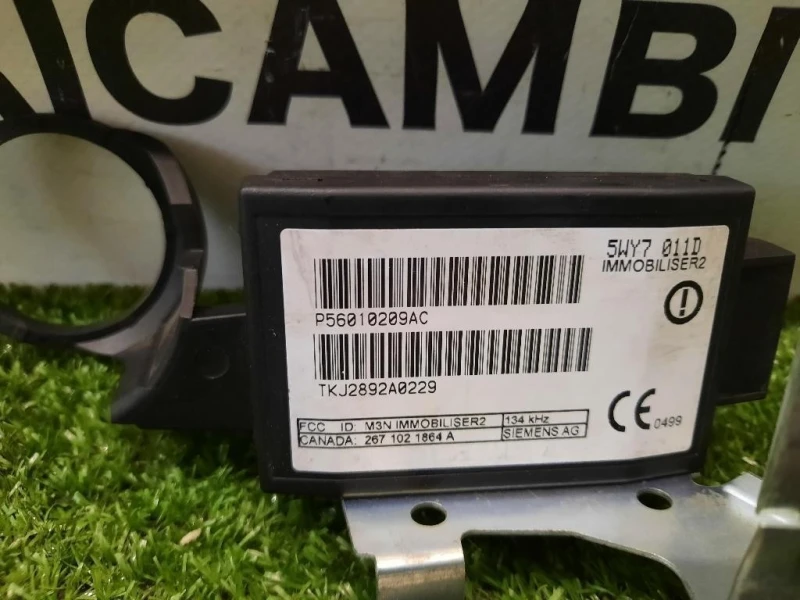 RICAMBI
5WY7 011D
IMMOBILISER2
P56010209AC
TKJ2892A0229
FCC ID: M3N IMMOBILISER2 134 kHz
CANADA: 267 102 1864 A SIEMENS AG
CE 0499